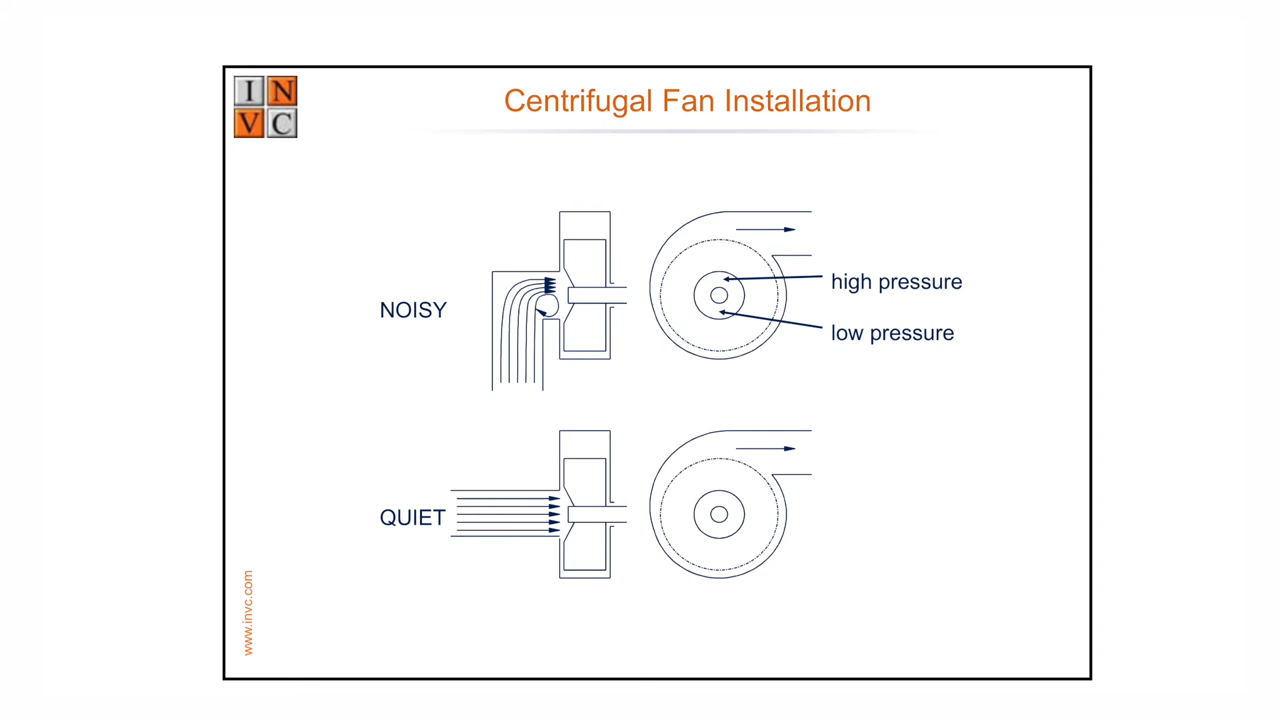 I N
V C
Centrifugal Fan Installation
NOISY
high pressure
low pressure
QUIET
www.invc.com